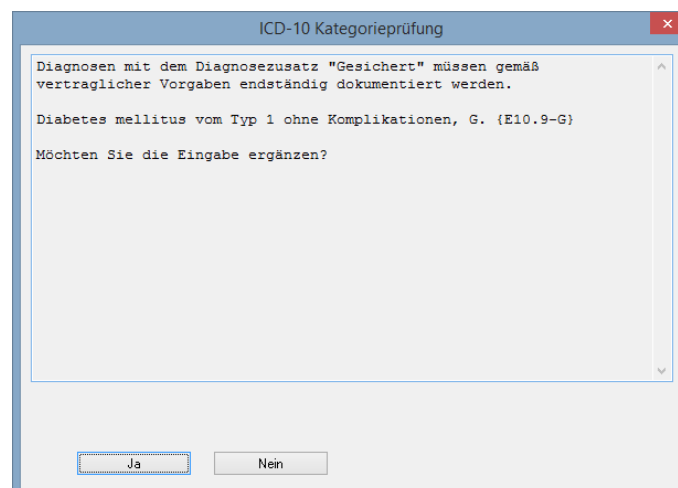 ICD-10 Kategorieprüfung
Diagnosen mit dem Diagnosezusatz "Gesichert" müssen gemäß
vertraglicher Vorgaben endständig dokumentiert werden.
Diabetes mellitus vom Typ 1 ohne Komplikationen, G. {E10.9-G}
Möchten Sie die Eingabe ergänzen?
Ja
Nein